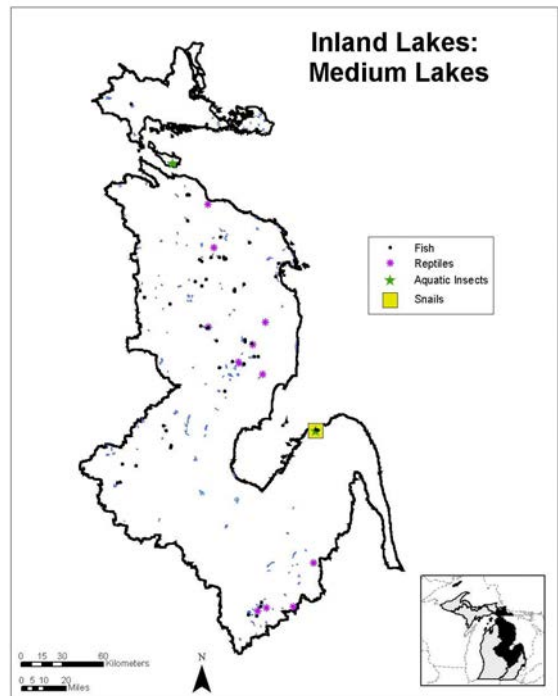 Inland Lakes:
Medium Lakes
Fish
Reptiles
Aquatic Insects
Snails
0 15 30 60
Kilometers
0 5 10 20
Miles
N